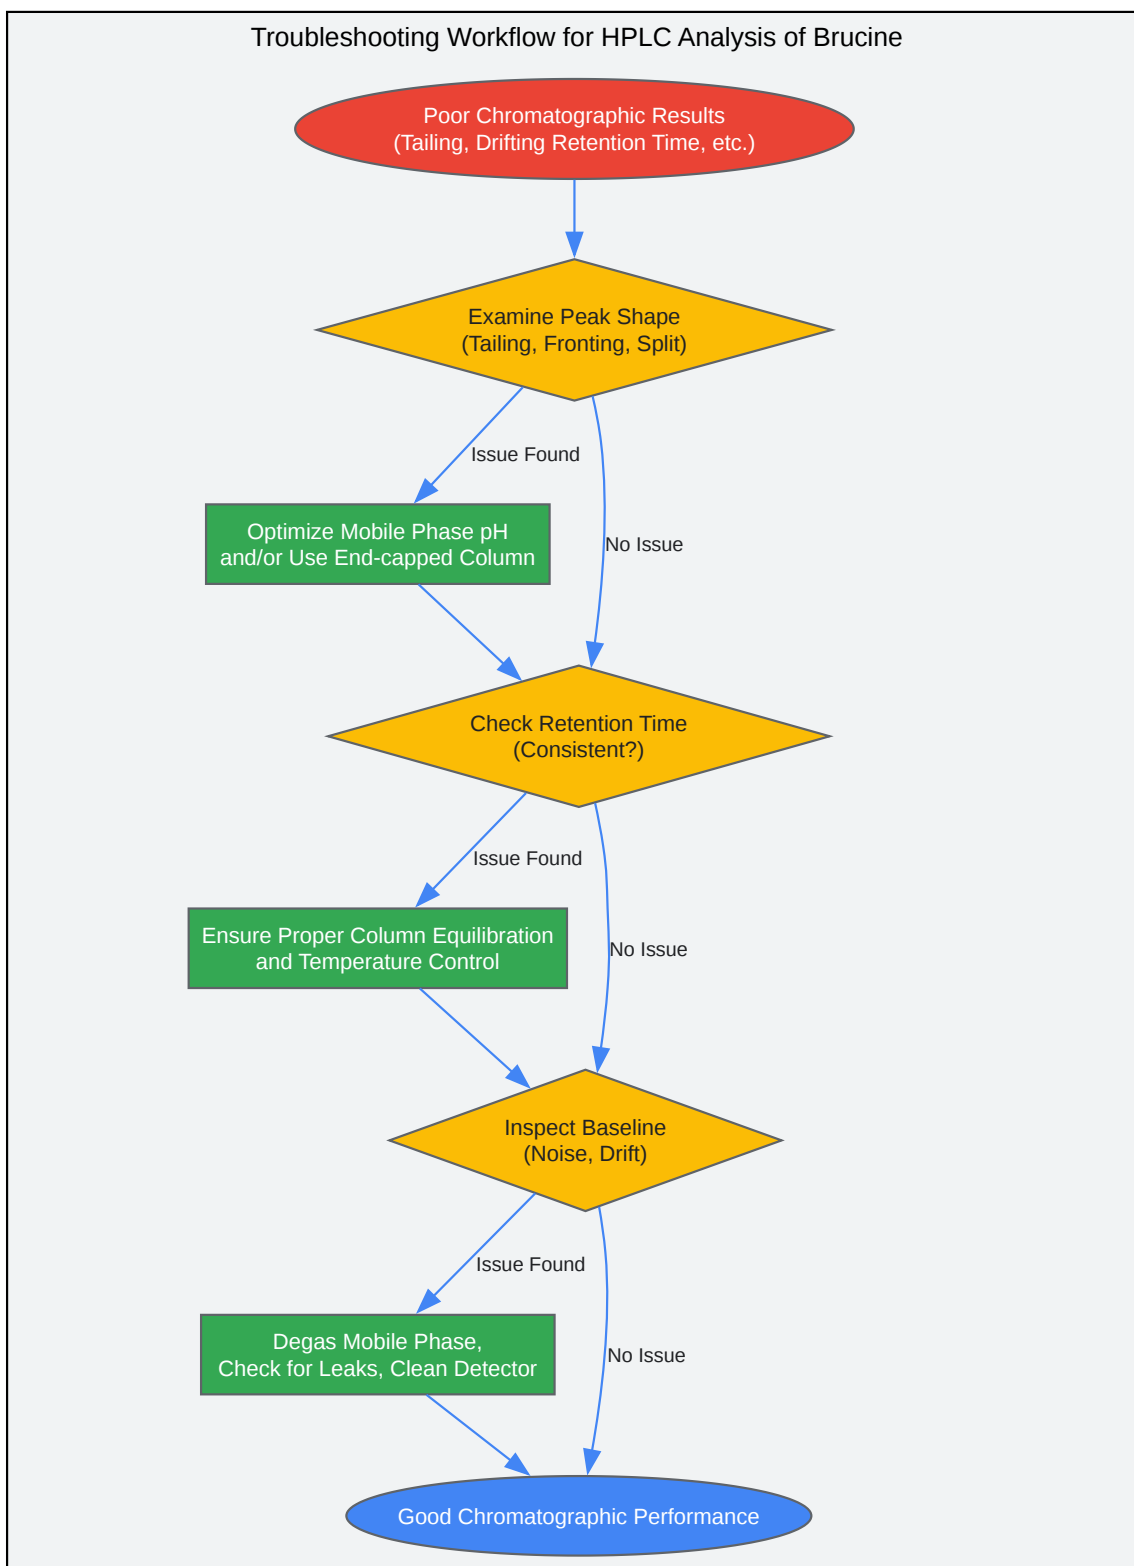 Troubleshooting Workflow for HPLC Analysis of Brucine
Poor Chromatographic Results
(Tailing, Drifting Retention Time, etc.)
Examine Peak Shape
(Tailing, Fronting, Split)
Issue Found
Optimize Mobile Phase pH
and/or Use End-capped Column
No Issue
Check Retention Time
(Consistent?)
Issue Found
Ensure Proper Column Equilibration
and Temperature Control
No Issue
Inspect Baseline
(Noise, Drift)
Issue Found
Degas Mobile Phase,
Check for Leaks, Clean Detector
No Issue
Good Chromatographic Performance